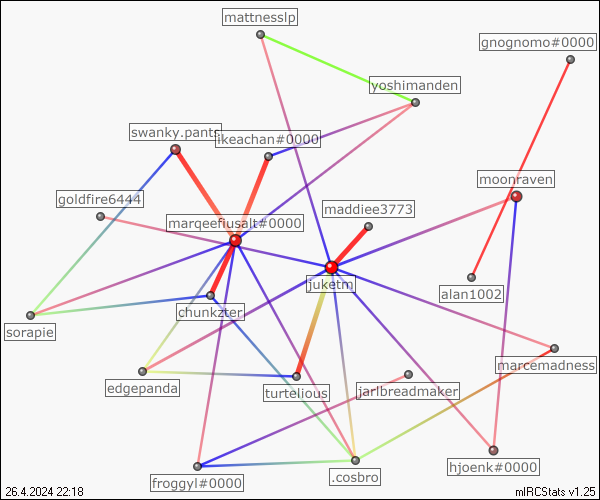 mattnesslp
gnognomo#0000
yoshimanden
swanky.pants
ikeachan#0000
moonraven
goldfire6444
maddiee3773
marqeefiusalt#0000
juketm
alan1002
chunkzter
sorapie
marcemadness
edgepanda
turtelious
jarlbreadmaker
hjoenk#0000
froggyl#0000
.cosbro
26.4.2024 22:18
mIRCStats v1.25